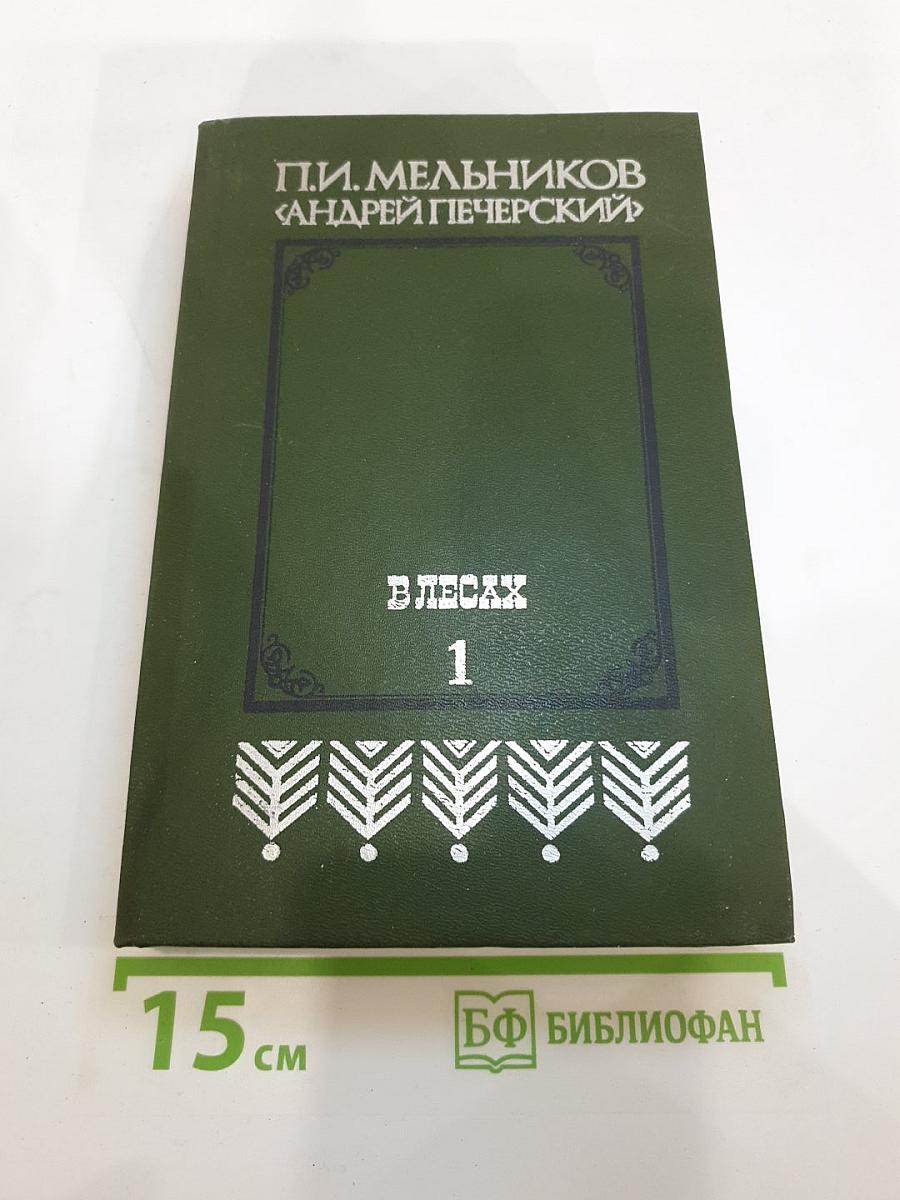 П.И. МЕЛЬНИКОВ
‹АНДРЕЙ ПЕЧЕРСКИЙ›
В ЛЕСАХ
1
15 см
БФ БИБЛИОФАН